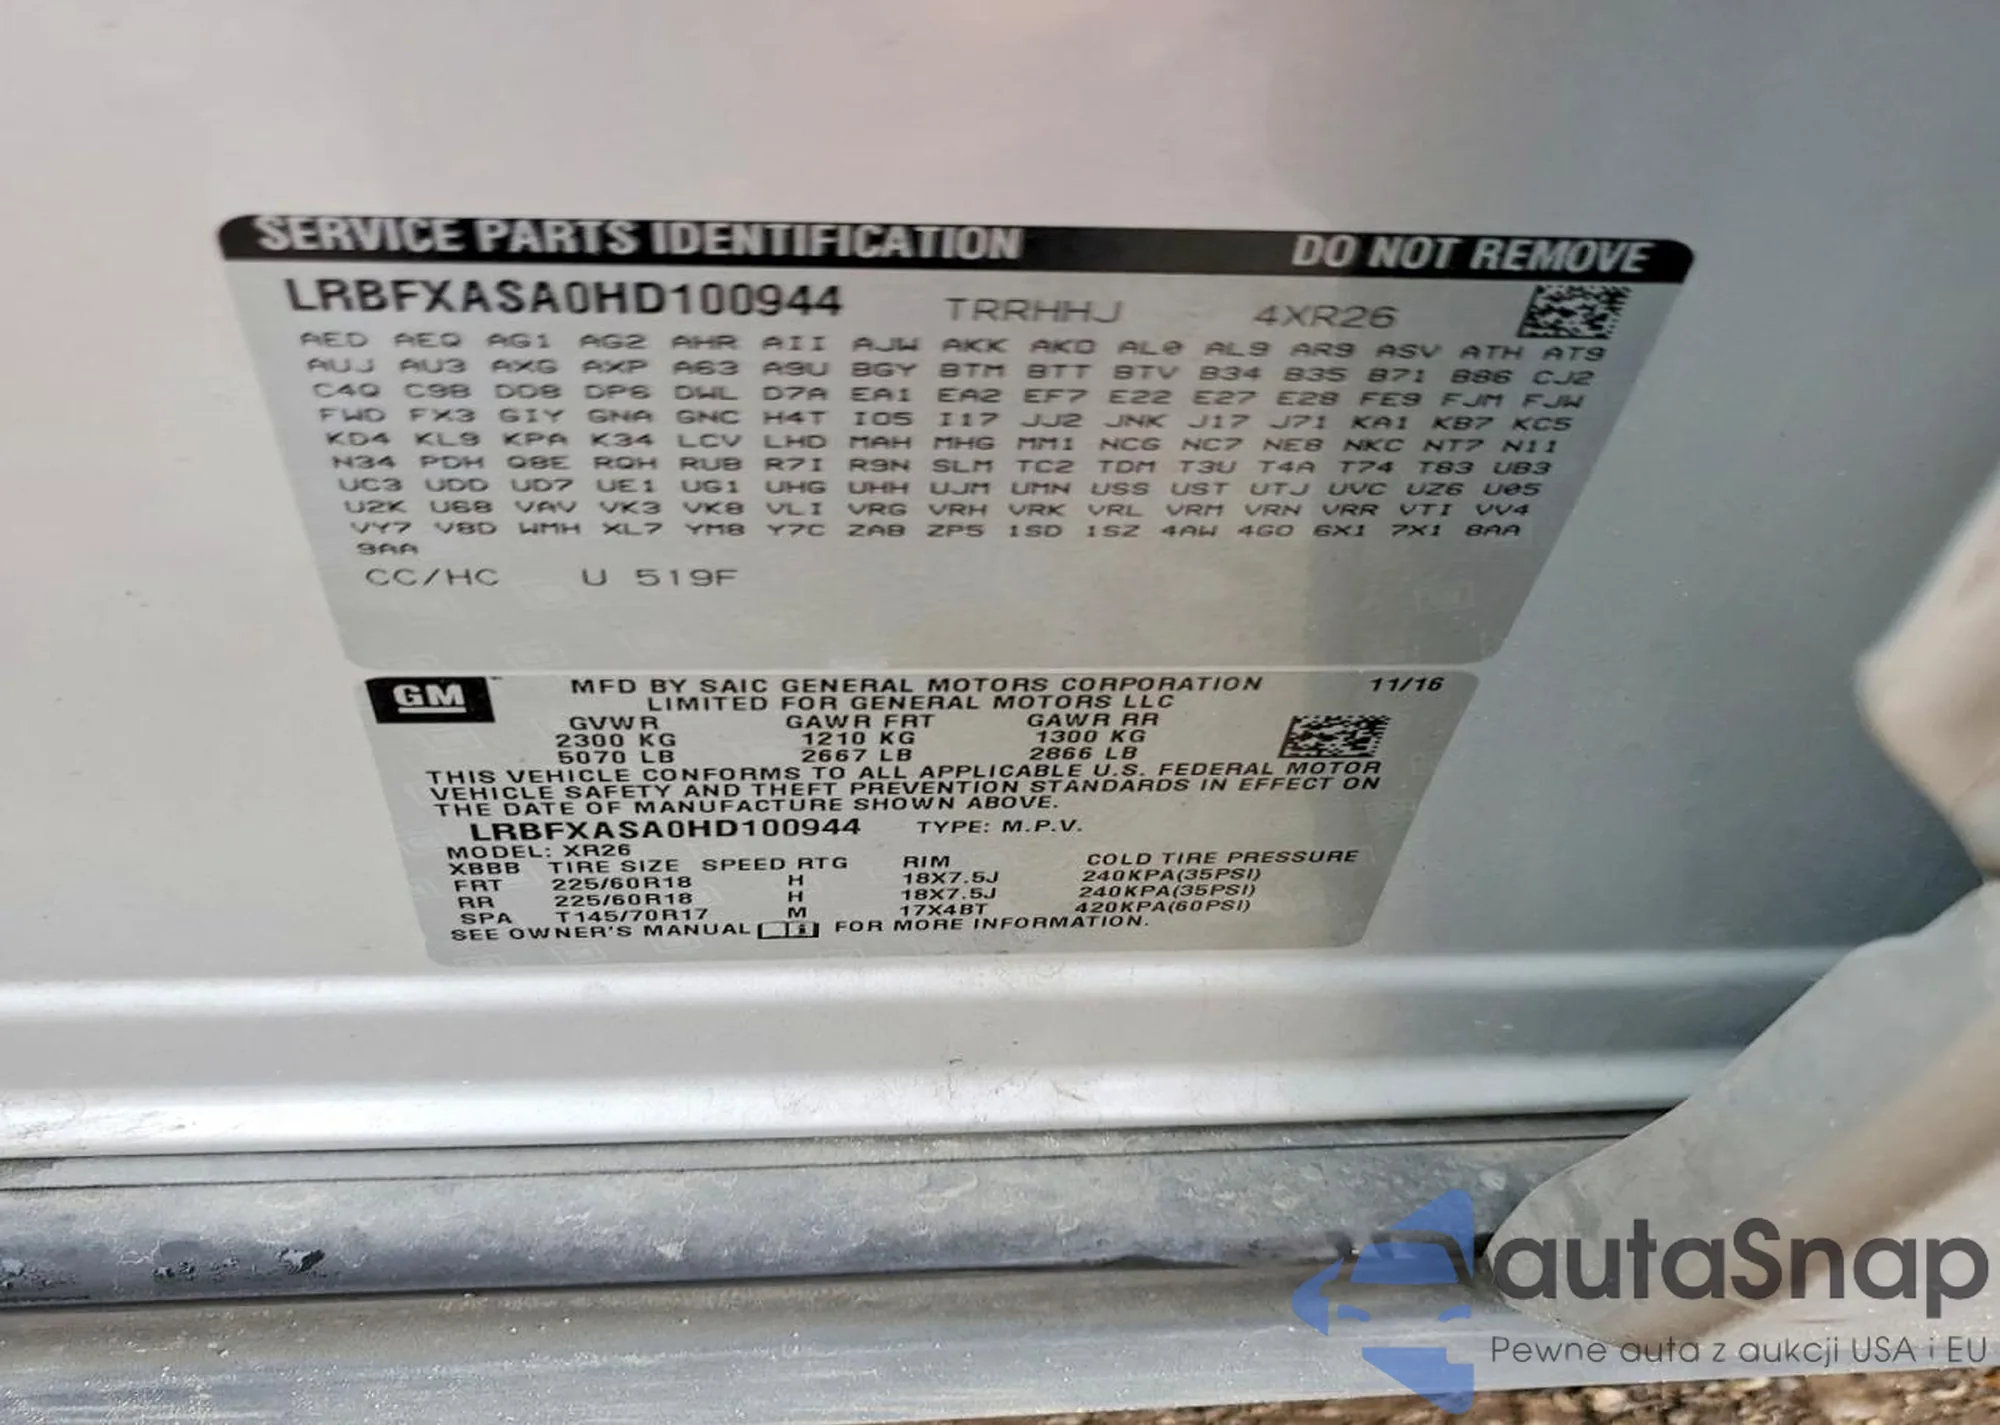 SERVICE PARTS IDENTIFICATION DO NOT REMOVE
LRBFXASA0HD100944 TRRHHJ 4XR26
AED AEQ AG1 AG2 AHR AII AJW AKK AKO AL0 AL9 AR9 ASV ATH AT9
AUJ AU3 AXG AXP A63 A9U BGY BTM BTT BTV B34 B35 B71 B86 CJ2
C4Q C9B DD8 DP6 DWL D7A EA1 EA2 EF7 E22 E27 E28 FE9 FJM FJW
FWD FX3 GIY GNA GNC H4T IO5 I17 JJ2 JNK J17 J71 KA1 KB7 KC5
KD4 KL9 KPA K34 LCV LHD MAH MHG MM1 NCG NC7 NE8 NKC NT7 N11
N34 PDH Q8E RQH RUB R7I R9N SLM TC2 TDM T3U T4A T74 T83 UB3
UC3 UDD UD7 UE1 UG1 UHG UHH UJM UMN USS UST UTJ UVC UZ6 U05
U2K U68 VAV VK3 VK8 VLI VRG VRH VRK VRL VRM VRN VRR VTI VV4
VY7 V8D WMH XL7 YM8 Y7C ZAB ZP5 1SD 1SZ 4AW 4GO 6X1 7X1 8AA
9AA
CC/HC U 519F
GM MFD BY SAIC GENERAL MOTORS CORPORATION 11/16
LIMITED FOR GENERAL MOTORS LLC
GVWR GAWR FRT GAWR RR
2300 KG 1210 KG 1300 KG
5070 LB 2667 LB 2866 LB
THIS VEHICLE CONFORMS TO ALL APPLICABLE U.S. FEDERAL MOTOR
VEHICLE SAFETY AND THEFT PREVENTION STANDARDS IN EFFECT ON
THE DATE OF MANUFACTURE SHOWN ABOVE.
LRBFXASA0HD100944 TYPE: M.P.V.
MODEL: XR26
XBBB TIRE SIZE SPEED RTG RIM COLD TIRE PRESSURE
FRT 225/60R18 H 18X7.5J 240KPA(35PSI)
RR 225/60R18 H 18X7.5J 240KPA(35PSI)
SPA T145/70R17 M 17X4BT 420KPA(60PSI)
SEE OWNER'S MANUAL FOR MORE INFORMATION.
autaSnap
Pewne auta z aukcji USA i EU